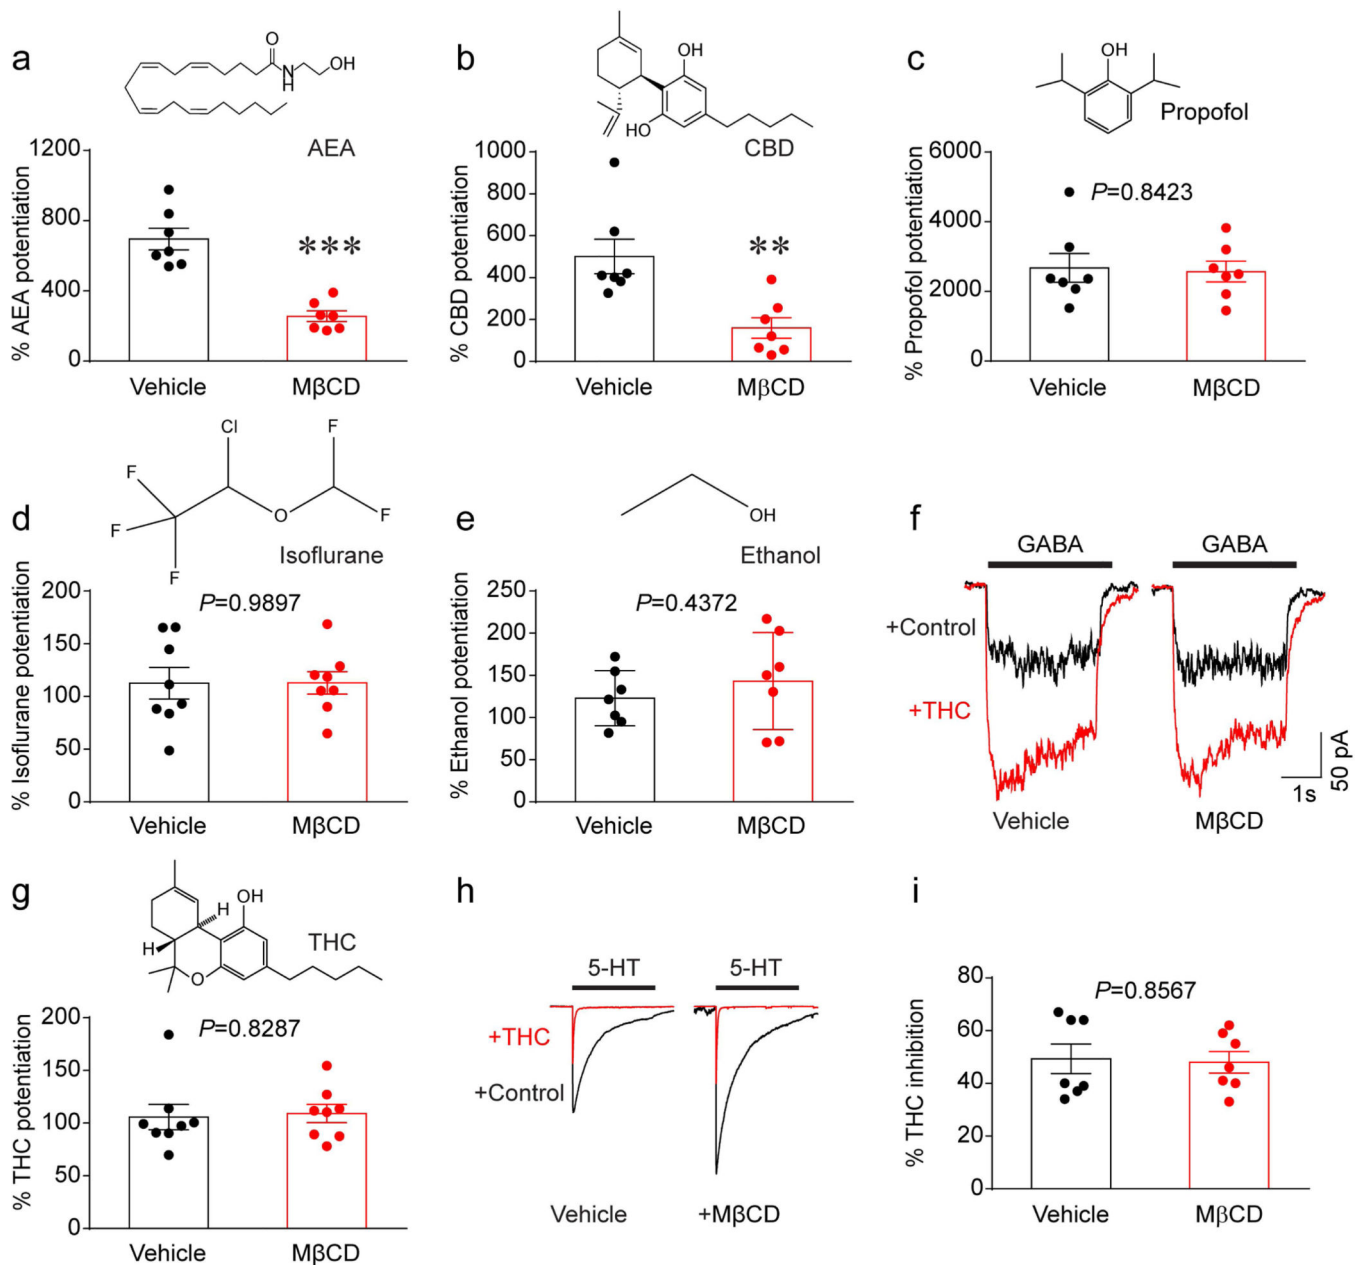 a
O
N
H
OH
AEA
% AEA potentiation
1200
800
400
0
***
Vehicle
MβCD
b
OH
HO
CBD
% CBD potentiation
1000
800
600
400
200
0
**
Vehicle
MβCD
c
OH
Propofol
% Propofol potentiation
6000
4000
2000
0
P=0.8423
Vehicle
MβCD
d
Cl
F
F
F
O
F
F
Isoflurane
% Isoflurane potentiation
200
150
100
50
0
P=0.9897
Vehicle
MβCD
e
OH
Ethanol
% Ethanol potentiation
250
200
150
100
50
0
P=0.4372
Vehicle
MβCD
f
GABA
GABA
+Control
+THC
50 pA
1s
Vehicle
MβCD
g
OH
H
H
O
THC
% THC potentiation
200
150
100
50
0
P=0.8287
Vehicle
MβCD
h
5-HT
5-HT
+THC
+Control
Vehicle
+MβCD
i
% THC inhibition
80
60
40
20
0
P=0.8567
Vehicle
MβCD